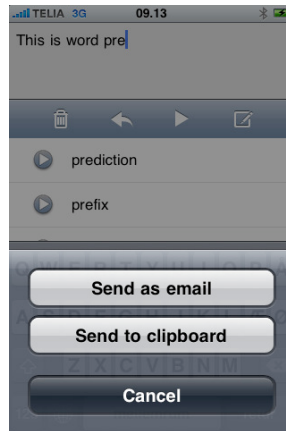 TELIA 3G 09.13
This is word pre
prediction
prefix
Send as email
Send to clipboard
Z X C V B N M
Cancel